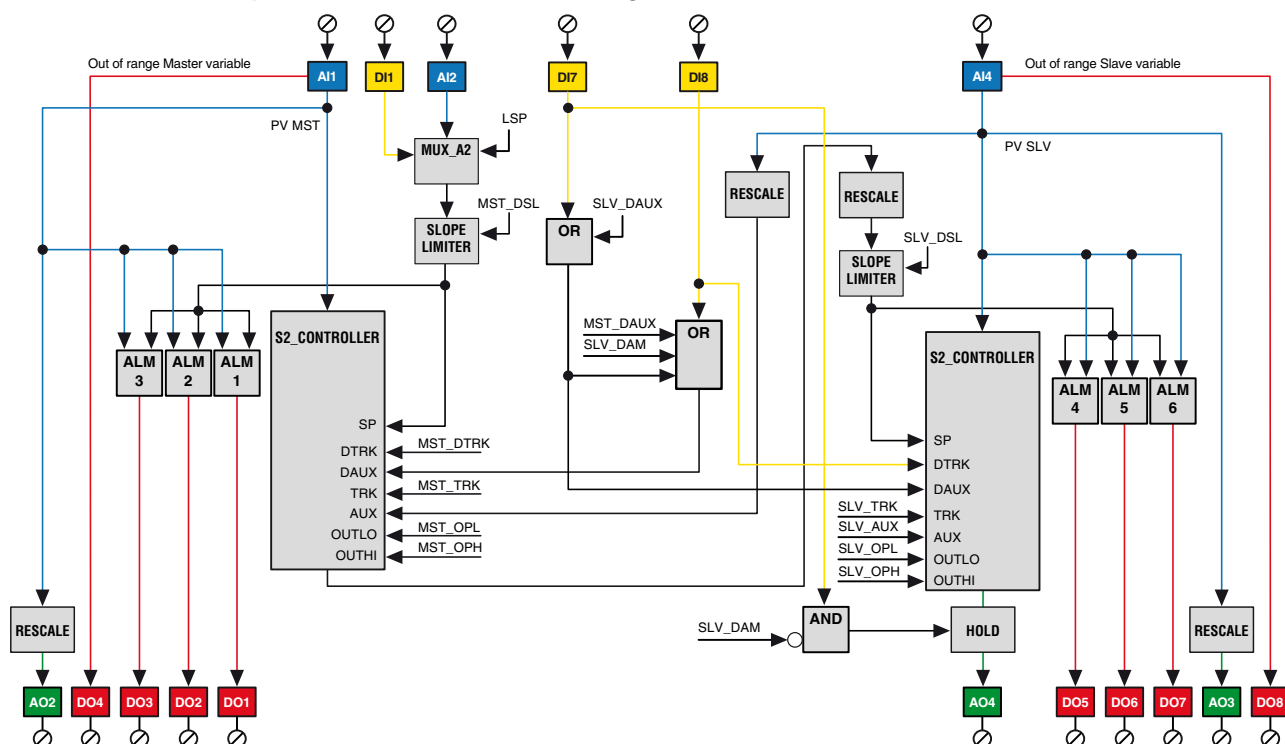 Out of range Master variable
AI1
DI1
AI2
DI7
DI8
AI4
Out of range Slave variable
PV MST
LSP
MUX_A2
PV SLV
RESCALE
RESCALE
MST_DSL
SLV_DAUX
SLOPE
LIMITER
OR
SLV_DSL
SLOPE
LIMITER
S2_CONTROLLER
MST_DAUX
SLV_DAM
OR
S2_CONTROLLER
ALM
3
ALM
2
ALM
1
ALM
4
ALM
5
ALM
6
SP
DTRK
DAUX
TRK
AUX
OUTLO
OUTHI
MST_DTRK
MST_TRK
MST_OPL
MST_OPH
SP
DTRK
DAUX
TRK
AUX
OUTLO
OUTHI
SLV_TRK
SLV_AUX
SLV_OPL
SLV_OPH
RESCALE
SLV_DAM
AND
HOLD
RESCALE
AO2
DO4
DO3
DO2
DO1
AO4
DO5
DO6
DO7
AO3
DO8